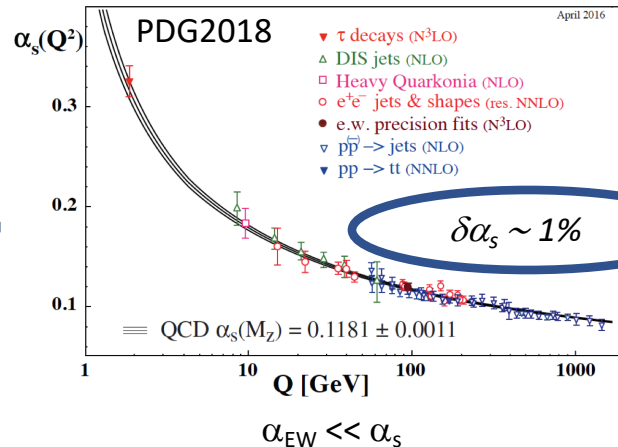 April 2016
αs(Q²)
PDG2018
τ decays (N³LO)
DIS jets (NLO)
Heavy Quarkonia (NLO)
e⁺e⁻ jets & shapes (res. NNLO)
e.w. precision fits (N³LO)
p(p̄) –> jets (NLO)
pp –> tt (NNLO)
0.3
0.2
δαs ~ 1%
0.1
QCD αs(Mz) = 0.1181 ± 0.0011
1 10 100 1000
Q [GeV]
αEW << αs